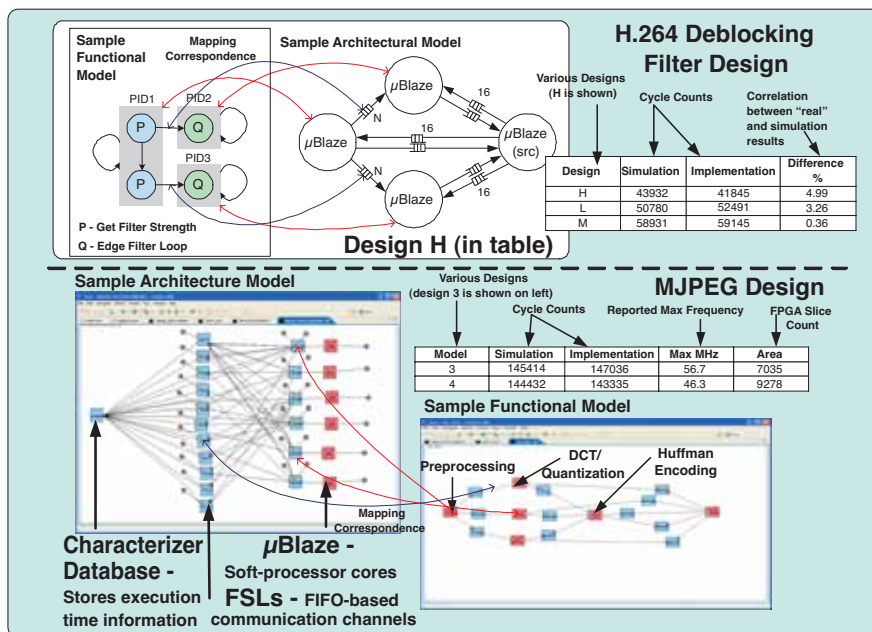 Sample
Functional
Model
Mapping
Correspondence
Sample Architectural Model
PID1
PID2
P
Q
PID3
P
Q
P - Get Filter Strength
Q - Edge Filter Loop
µBlaze
16
N
16
µBlaze
µBlaze
(src)
N
µBlaze
16
Design H (in table)
H.264 Deblocking
Filter Design
Various Designs
(H is shown)
Cycle Counts
Correlation
between “real”
and simulation
results
Design Simulation Implementation Difference
%
H 43932 41845 4.99
L 50780 52491 3.26
M 58931 59145 0.36
Sample Architecture Model
Various Designs
(design 3 is shown on left)
MJPEG Design
Cycle Counts
Reported Max Frequency
FPGA Slice
Count
Model Simulation Implementation Max MHz Area
3 145414 147036 56.7 7035
4 144432 143335 46.3 9278
Sample Functional Model
Preprocessing
DCT/
Quantization
Huffman
Encoding
Mapping
Correspondence
Characterizer
Database -
Stores execution
time information
µBlaze -
Soft-processor cores
FSLs - FIFO-based
communication channels